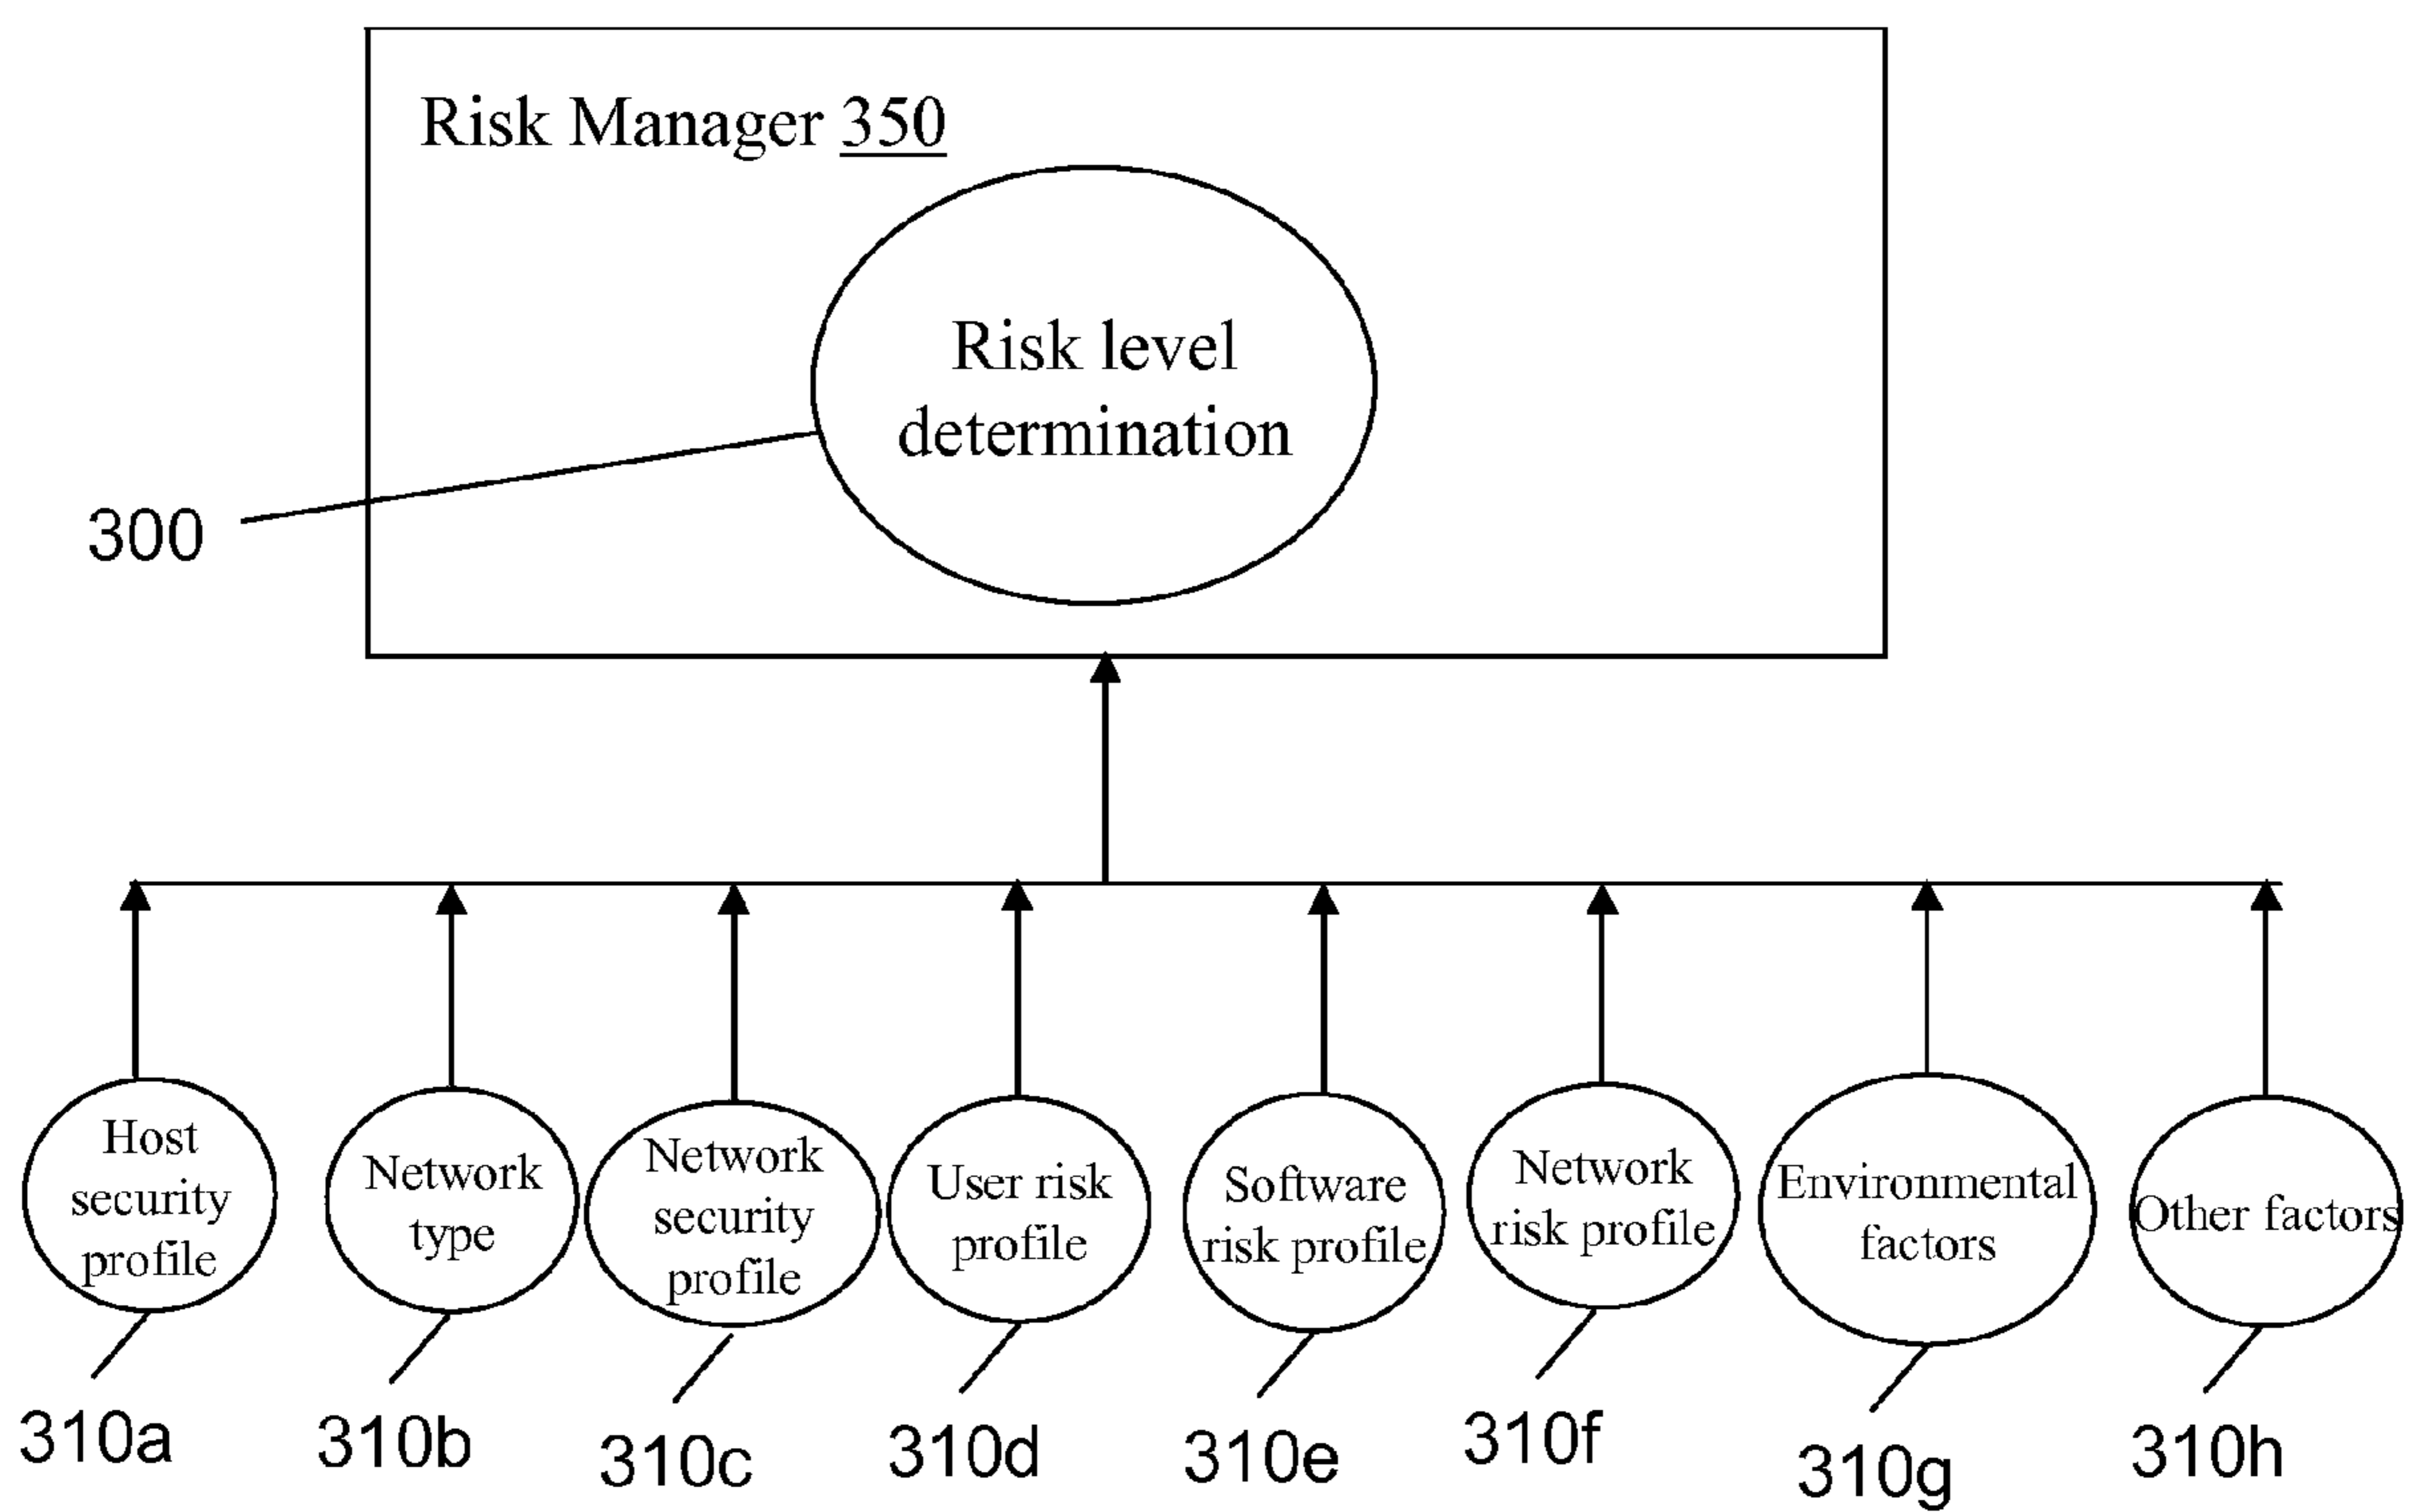 Risk Manager 350
Risk level
determination
300
Host
security
profile
Network
type
Network
security
profile
User risk
profile
Software
risk profile
Network
risk profile
Environmental
factors
Other factors
310a
310b
310c
310d
310e
310f
310g
310h